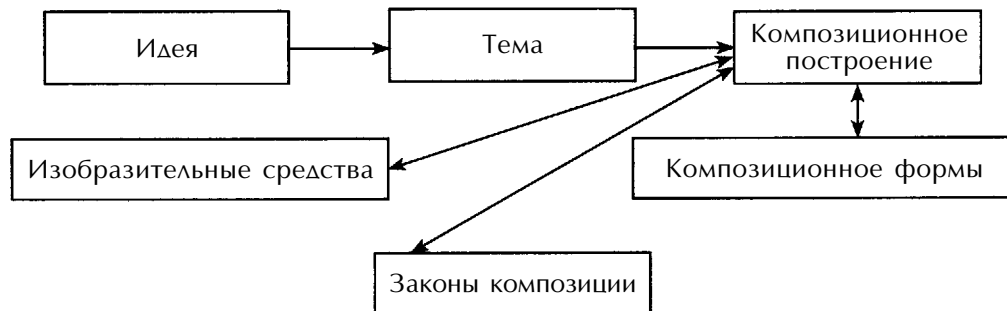 Идея
Тема
Композиционное
построение
Изобразительные средства
Композиционное формы
Законы композиции